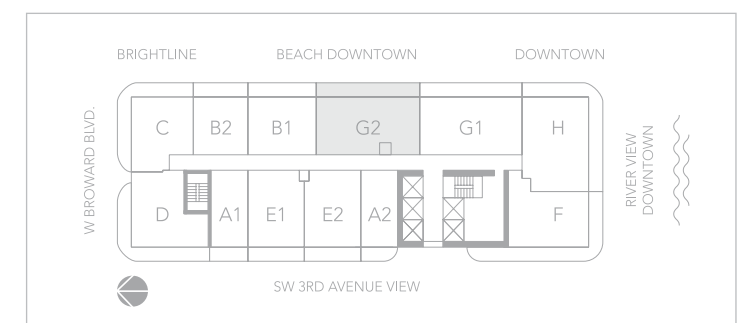 BRIGHTLINE
BEACH DOWNTOWN
DOWNTOWN
W BROWARD BLVD.
C
B2
B1
G2
G1
H
RIVER VIEW
DOWNTOWN
D
A1
E1
E2
A2
F
SW 3RD AVENUE VIEW